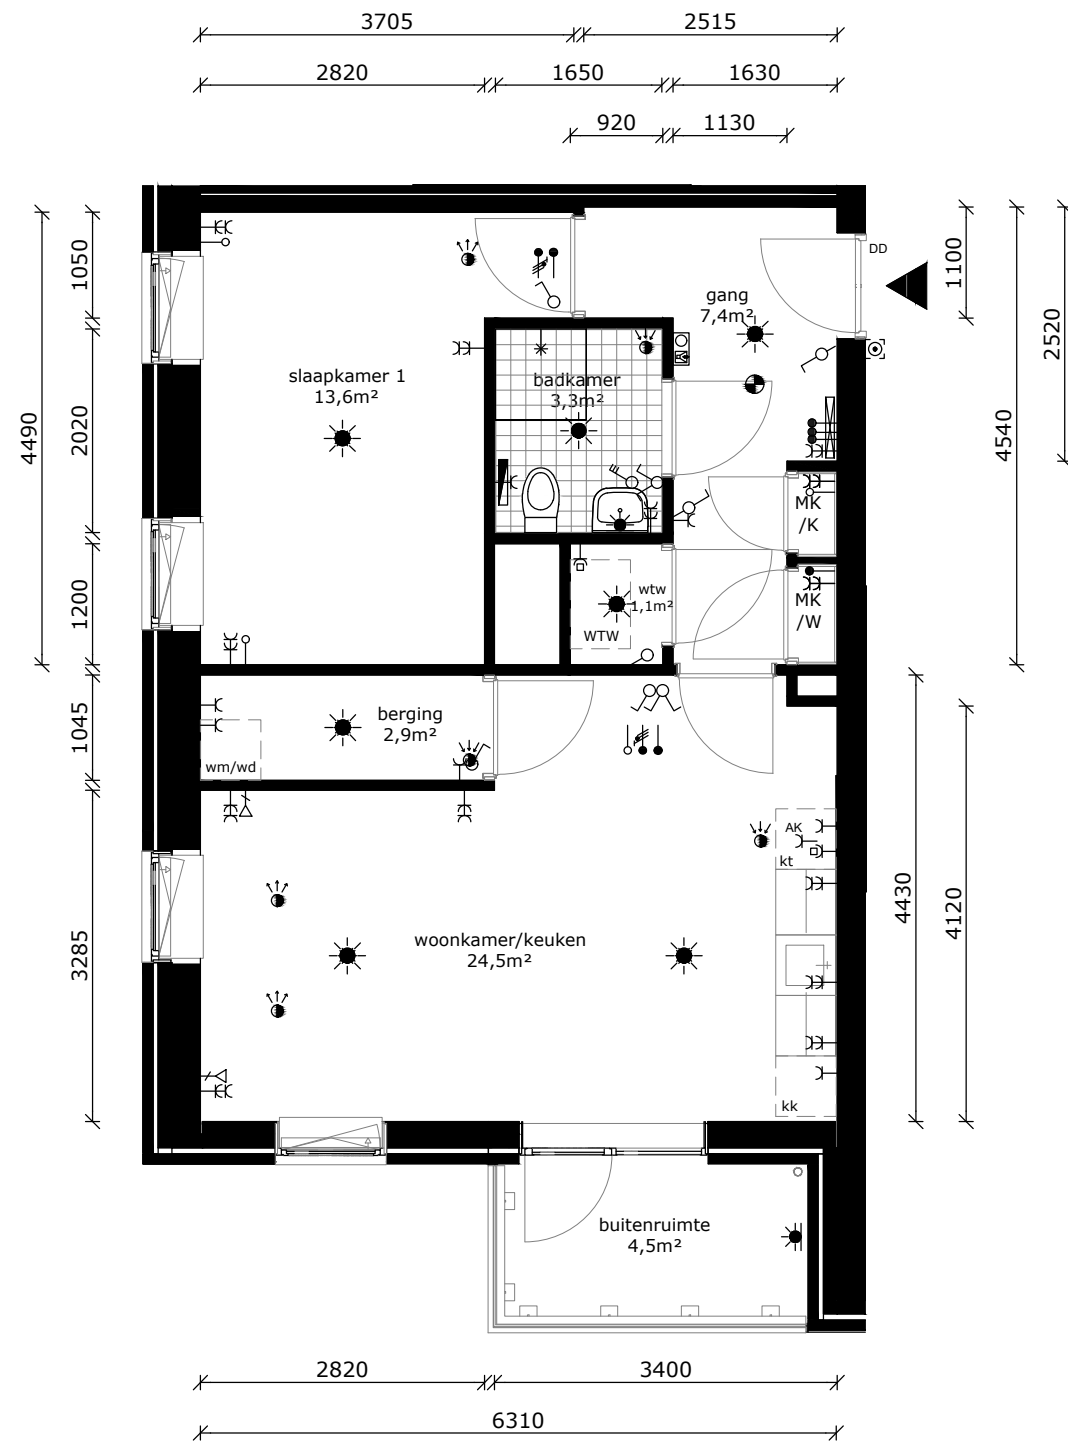 3705 2515
2820 1650 1630
920 1130
1050
2020
4490
1200
1045
3285
1100
2520
4540
4430
4120
DD
gang
7,4m²
slaapkamer 1
13,6m²
badkamer
3,3m²
MK
/K
wtw
1,1m²
WTW
MK
/W
berging
2,9m²
wm/wd
AK
kt
woonkamer/keuken
24,5m²
kk
buitenruimte
4,5m²
2820 3400
6310